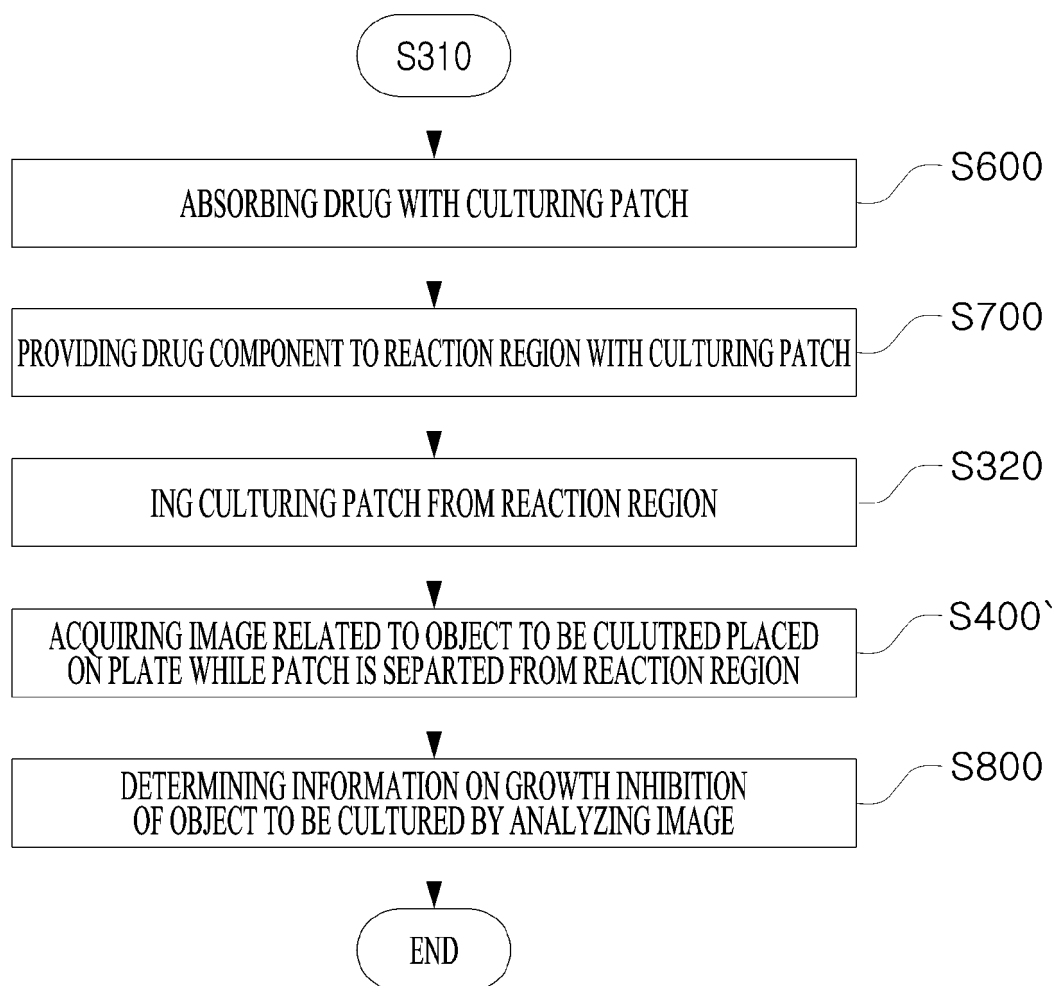 S310
ABSORBING DRUG WITH CULTURING PATCH
S600
PROVIDING DRUG COMPONENT TO REACTION REGION WITH CULTURING PATCH
S700
ING CULTURING PATCH FROM REACTION REGION
S320
ACQUIRING IMAGE RELATED TO OBJECT TO BE CULUTRED PLACED
ON PLATE WHILE PATCH IS SEPARTED FROM REACTION REGION
S400`
DETERMINING INFORMATION ON GROWTH INHIBITION
OF OBJECT TO BE CULTURED BY ANALYZING IMAGE
S800
END